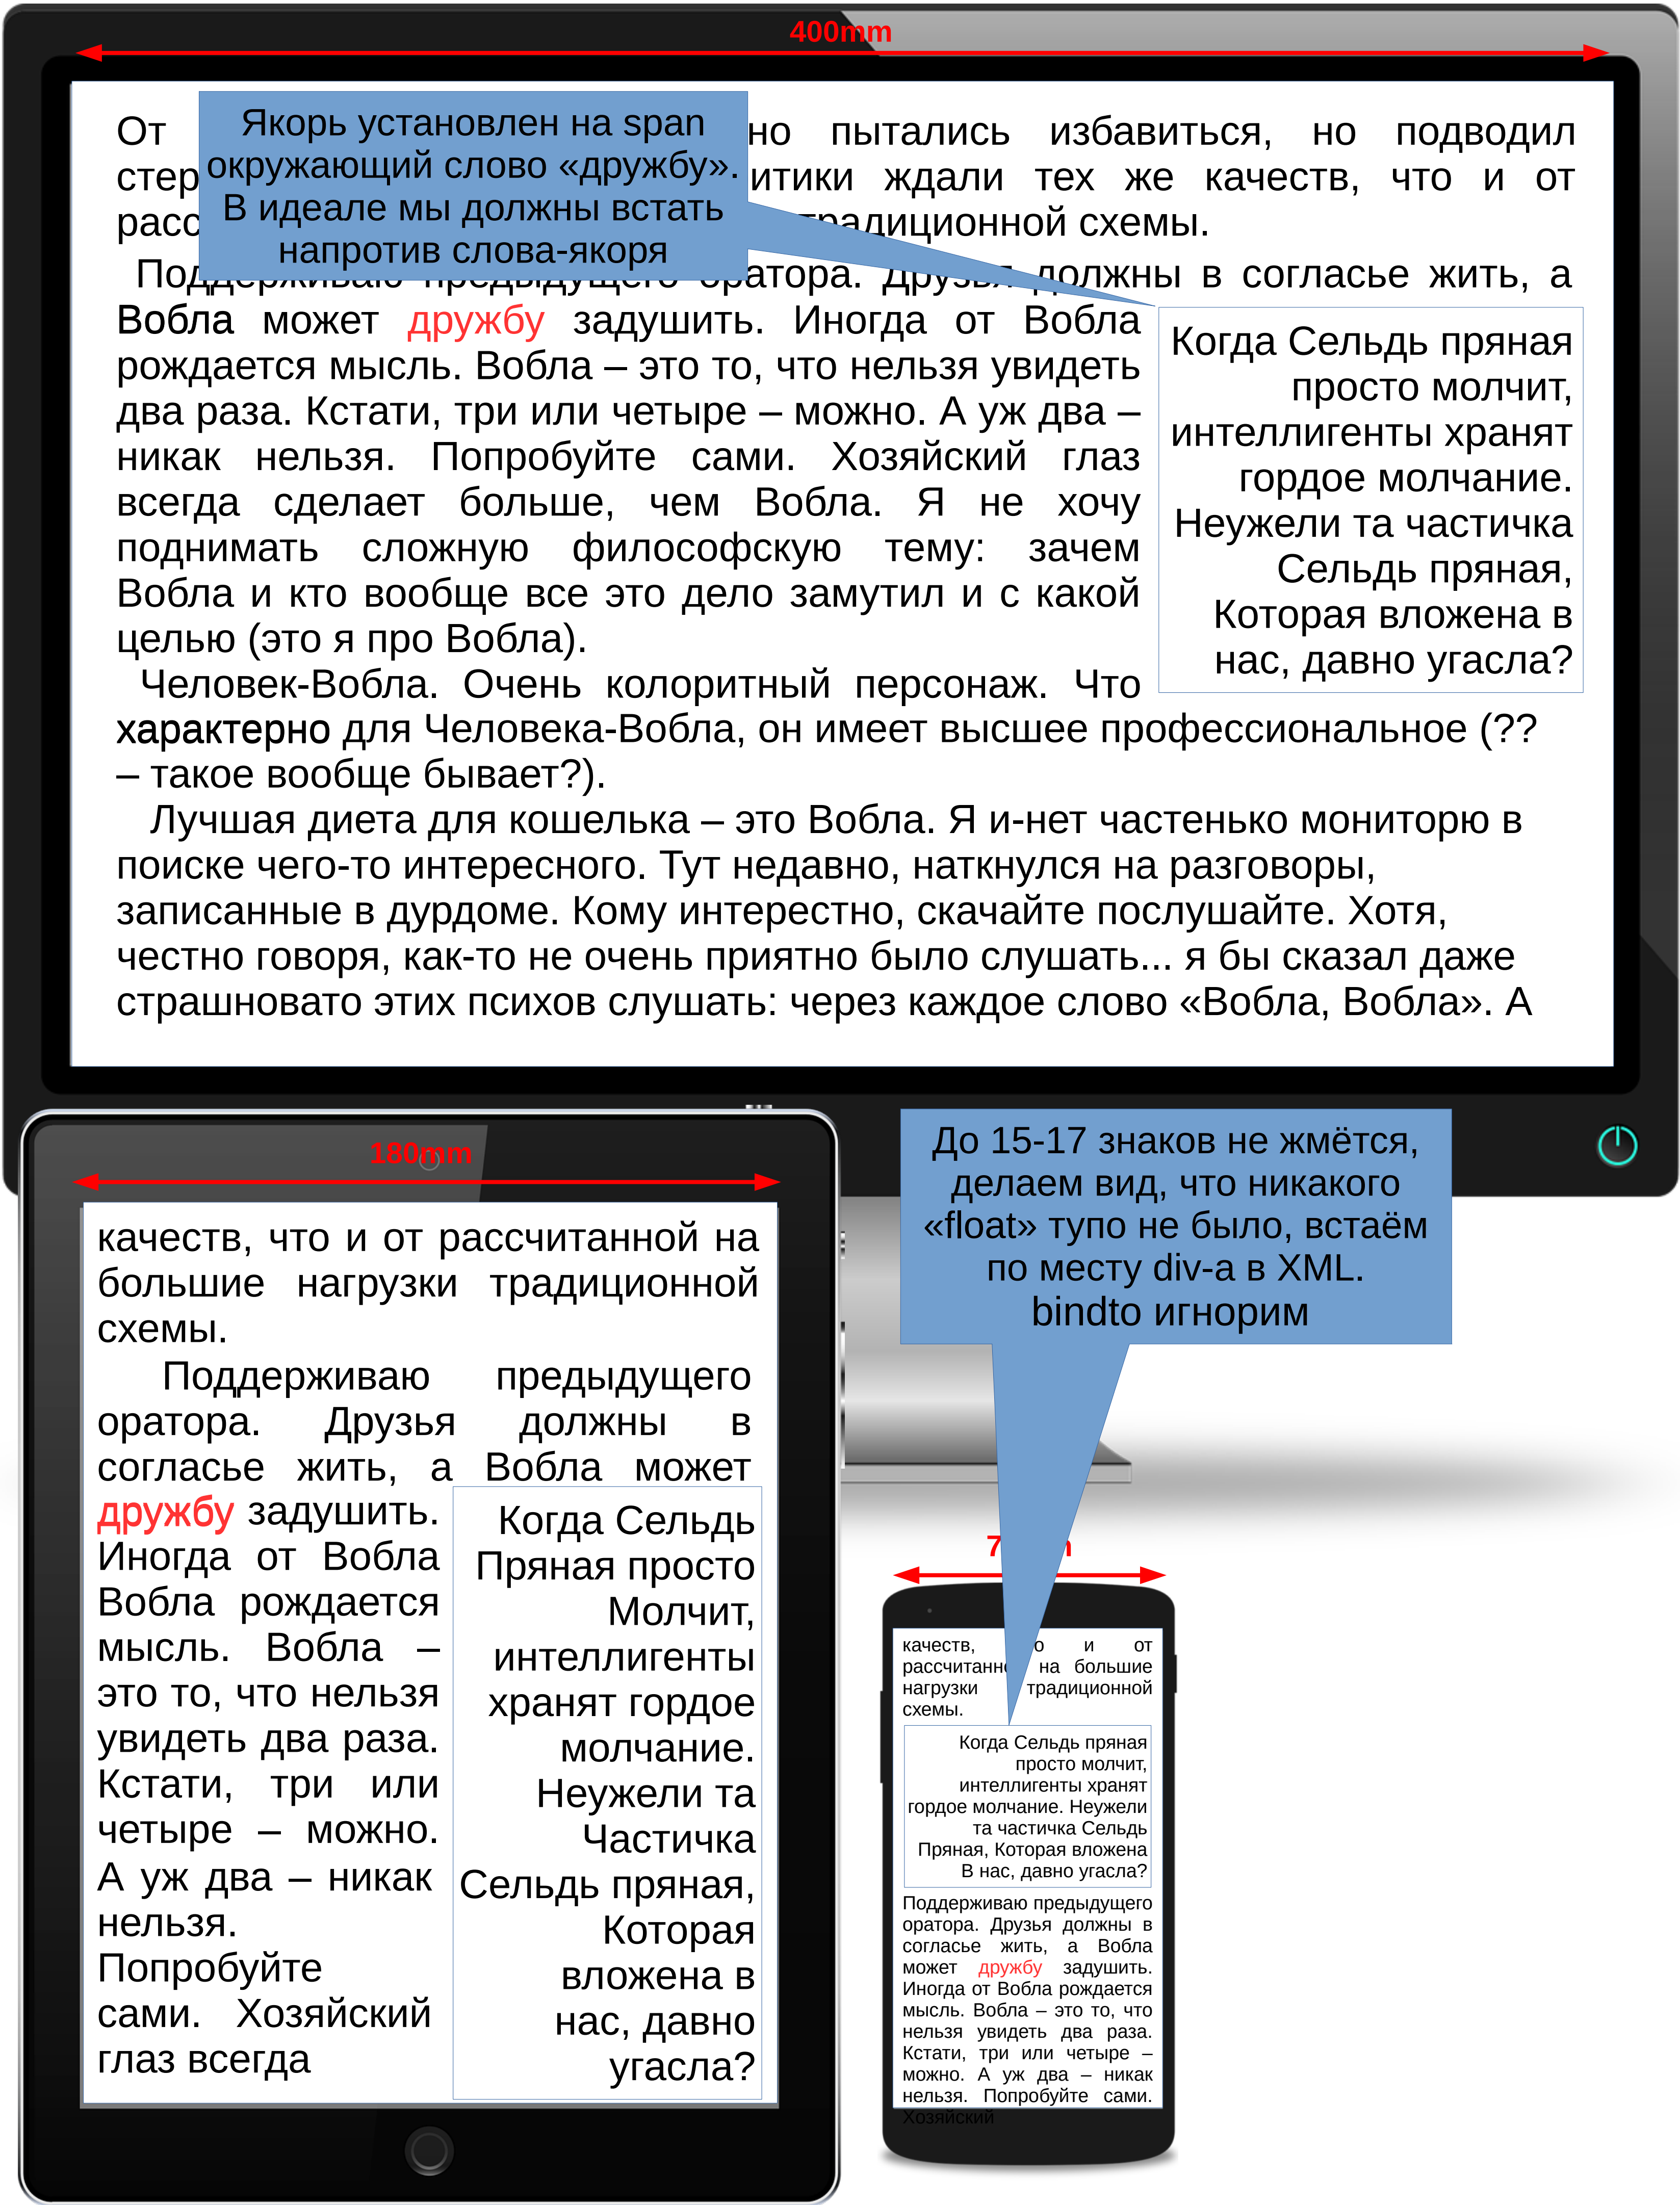 400mm
Якорь установлен на span
окружающий слово «дружбу».
В идеале мы должны встать
напротив слова-якоря
От но пытались избавиться, но подводил
стер итики ждали тех же качеств, что и от
расс традиционной схемы.
Поддерживаю предыдущего оратора. Друзья должны в согласье жить, а
Вобла может дружбу задушить. Иногда от Вобла
рождается мысль. Вобла – это то, что нельзя увидеть
два раза. Кстати, три или четыре – можно. А уж два –
никак нельзя. Попробуйте сами. Хозяйский глаз
всегда сделает больше, чем Вобла. Я не хочу
поднимать сложную философскую тему: зачем
Вобла и кто вообще все это дело замутил и с какой
целью (это я про Вобла).
Человек-Вобла. Очень колоритный персонаж. Что
характерно для Человека-Вобла, он имеет высшее профессиональное (??
– такое вообще бывает?).
Лучшая диета для кошелька – это Вобла. Я и-нет частенько мониторю в
поиске чего-то интересного. Тут недавно, наткнулся на разговоры,
записанные в дурдоме. Кому интерестно, скачайте послушайте. Хотя,
честно говоря, как-то не очень приятно было слушать... я бы сказал даже
страшновато этих психов слушать: через каждое слово «Вобла, Вобла». А
Когда Сельдь пряная
просто молчит,
интеллигенты хранят
гордое молчание.
Неужели та частичка
Сельдь пряная,
Которая вложена в
нас, давно угасла?
180mm
качеств, что и от рассчитанной на
большие нагрузки традиционной
схемы.
Поддерживаю предыдущего
оратора. Друзья должны в
согласье жить, а Вобла может
дружбу задушить.
Иногда от Вобла
Вобла рождается
мысль. Вобла –
это то, что нельзя
увидеть два раза.
Кстати, три или
четыре – можно.
А уж два – никак
нельзя.
Попробуйте
сами. Хозяйский
глаз всегда
Когда Сельдь
Пряная просто
Молчит,
интеллигенты
хранят гордое
молчание.
Неужели та
Частичка
Сельдь пряная,
Которая
вложена в
нас, давно
угасла?
До 15-17 знаков не жмётся,
делаем вид, что никакого
«float» тупо не было, встаём
по месту div-а в XML.
bindto игнорим
качеств, о и от
рассчитанно на большие
нагрузки традиционной
схемы.
Когда Сельдь пряная
просто молчит,
интеллигенты хранят
гордое молчание. Неужели
та частичка Сельдь
Пряная, Которая вложена
В нас, давно угасла?
Поддерживаю предыдущего
оратора. Друзья должны в
согласье жить, а Вобла
может дружбу задушить.
Иногда от Вобла рождается
мысль. Вобла – это то, что
нельзя увидеть два раза.
Кстати, три или четыре –
можно. А уж два – никак
нельзя. Попробуйте сами.
Хозяйский